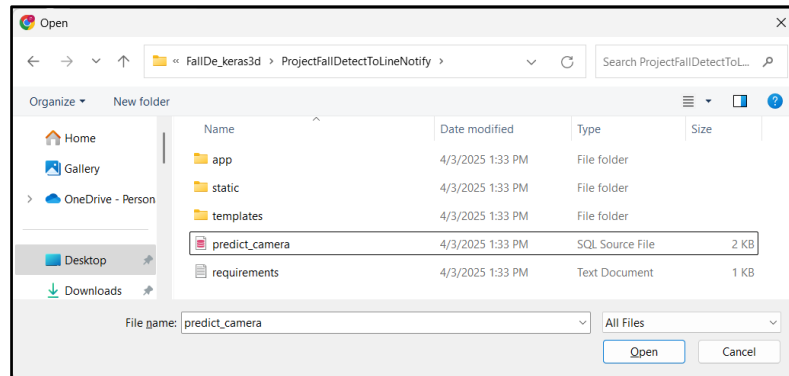 Open
« FallDe_keras3d > ProjectFallDetectToLineNotify >
Search ProjectFallDetectToL...
Organize New folder
Name Date modified Type Size
Home
Gallery
OneDrive - Person
Desktop
Downloads
app 4/3/2025 1:33 PM File folder
static 4/3/2025 1:33 PM File folder
templates 4/3/2025 1:33 PM File folder
predict_camera 4/3/2025 1:33 PM SQL Source File 2 KB
requirements 4/3/2025 1:33 PM Text Document 1 KB
File name: predict_camera All Files
Open Cancel